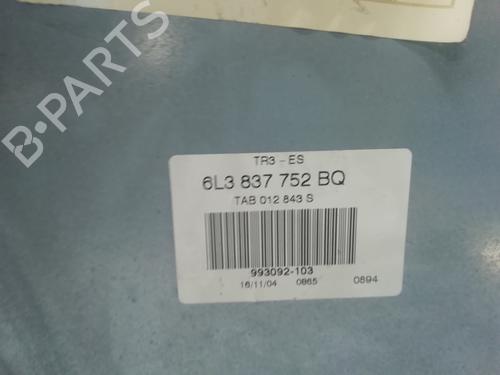 B-PARTS
TR3 - ES
6L3 837 752 BQ
TAB 012 843 S
993092-103
16/11/04 0865 0894